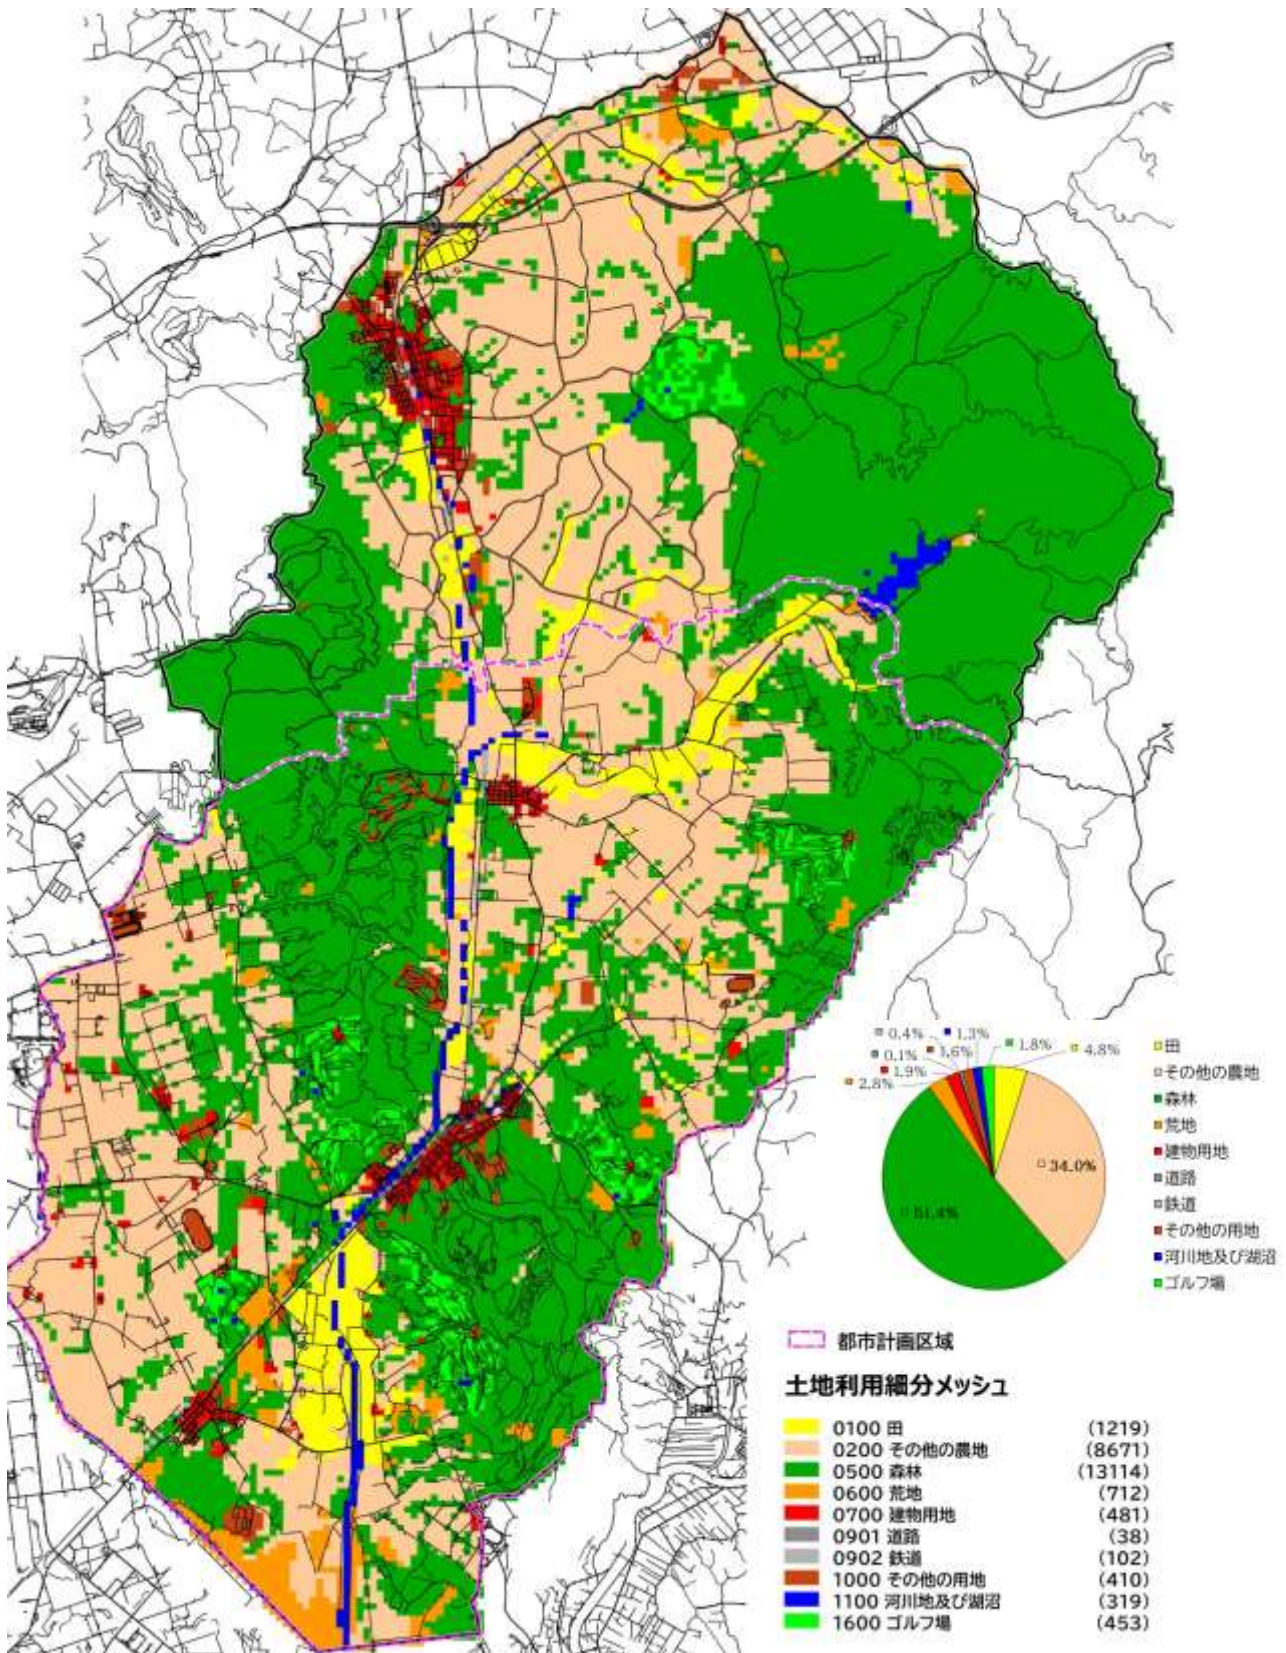 0.4%
1.3%
1.8%
4.8%
0.1%
1.6%
1.9%
2.8%
34.0%
51.4%
田
その他の農地
森林
荒地
建物用地
道路
鉄道
その他の用地
河川地及び湖沼
ゴルフ場
都市計画区域
土地利用細分メッシュ
0100 田 (1219)
0200 その他の農地 (8671)
0500 森林 (13114)
0600 荒地 (712)
0700 建物用地 (481)
0901 道路 (38)
0902 鉄道 (102)
1000 その他の用地 (410)
1100 河川地及び湖沼 (319)
1600 ゴルフ場 (453)